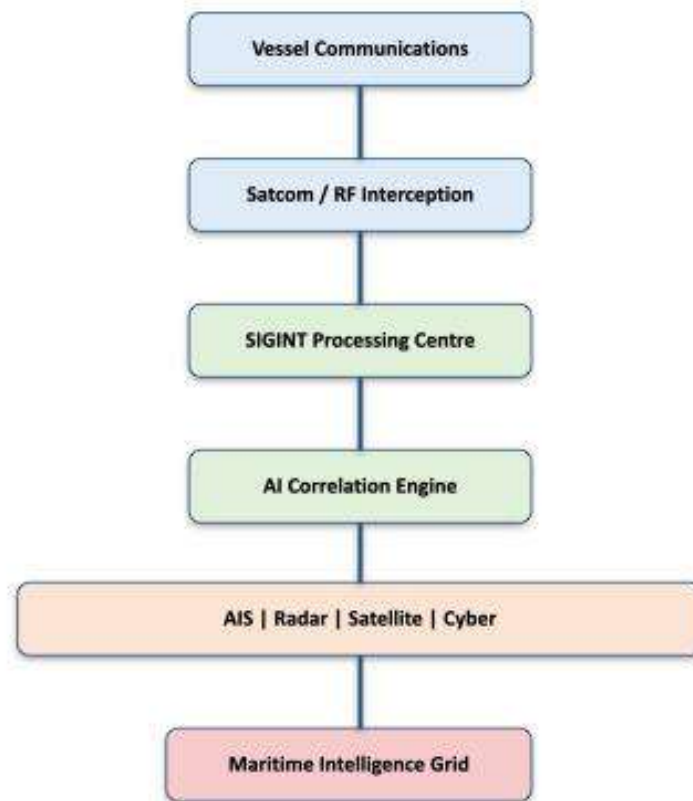 Vessel Communications
Satcom / RF Interception
SIGINT Processing Centre
AI Correlation Engine
AIS | Radar | Satellite | Cyber
Maritime Intelligence Grid